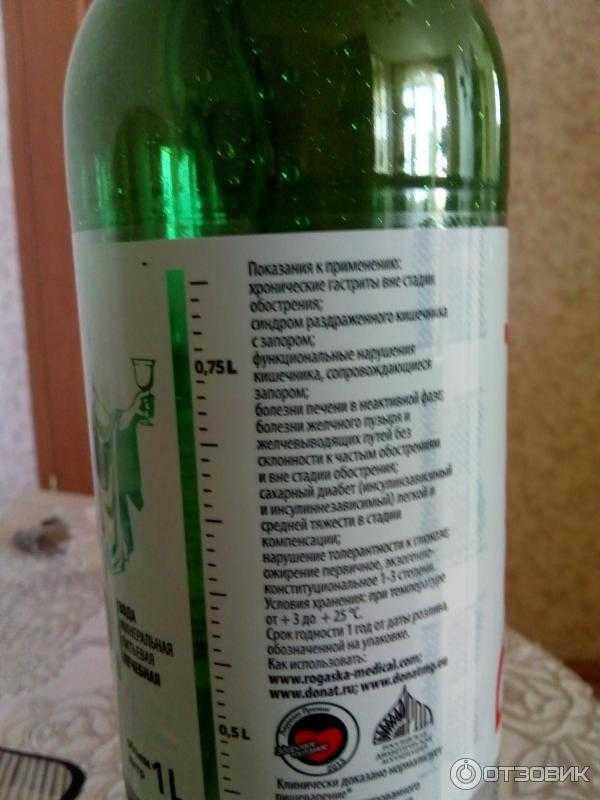 Показания к применению:
хронические гастриты вне стадии
обострения;
синдром раздраженного кишечника
с запором;
функциональные нарушения
кишечника, сопровождающиеся
запором;
болезни печени в неактивной фазе;
болезни желчного пузыря и
желчевыводящих путей без
склонности к частым обострениям
и вне стадии обострения;
сахарный диабет (инсулинзависимый
и инсулиннезависимый) легкой и
средней тяжести в стадии
компенсации;
нарушение толерантности к глюкозе;
ожирение первичное, экзогенно-
конституциональное 1-3 степени.
Условия хранения: при температуре
от + 3 до + 25 °C.
Срок годности 1 год от даты розлива,
обозначенной на упаковке.
Как использовать:
www.rogaska-medical.com;
www.donat.ru; www.donatmg.eu
Клинически доказано
пищеварение*
0,75 L
0,5 L
вода
минеральная
питьевая
лечебная
объем
1L
2013
ОТЗОВИК